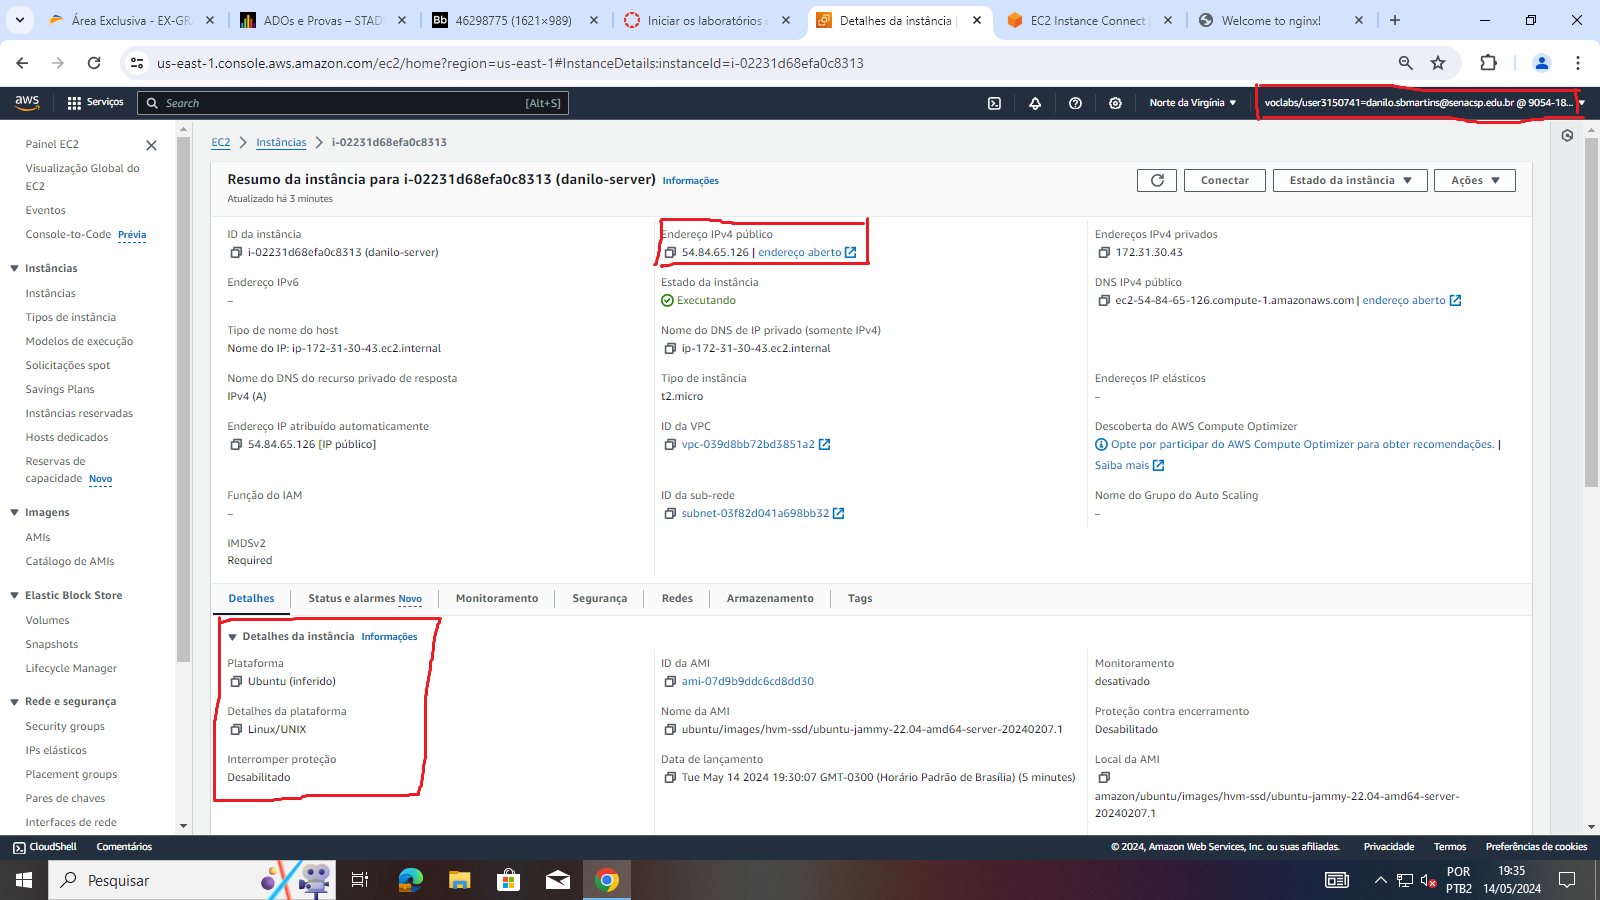 Área Exclusiva - EX-GR
ADOs e Provas – STADS
Bb 46298775 (1621×989)
Iniciar os laboratórios d
Detalhes da instância |
EC2 Instance Connect |
Welcome to nginx!
us-east-1.console.aws.amazon.com/ec2/home?region=us-east-1#InstanceDetails:instanceId=i-02231d68efa0c8313
aws
Serviços
Search
[Alt+S]
Norte da Virgínia
voclabs/user3150741=danilo.sbmartins@senacsp.edu.br @ 9054-18...
Painel EC2
Visualização Global do
EC2
Eventos
Console-to-Code Prévia
Instâncias
Instâncias
Tipos de instância
Modelos de execução
Solicitações spot
Savings Plans
Instâncias reservadas
Hosts dedicados
Reservas de
capacidade Novo
Imagens
AMIs
Catálogo de AMIs
Elastic Block Store
Volumes
Snapshots
Lifecycle Manager
Rede e segurança
Security groups
IPs elásticos
Placement groups
Pares de chaves
Interfaces de rede
EC2 > Instâncias > i-02231d68efa0c8313
Resumo da instância para i-02231d68efa0c8313 (danilo-server) Informações
Atualizado há 3 minutes
Conectar
Estado da instância
Ações
ID da instância
i-02231d68efa0c8313 (danilo-server)
Endereço IPv4 público
54.84.65.126 | endereço aberto
Endereços IPv4 privados
172.31.30.43
Endereço IPv6
–
Estado da instância
Executando
DNS IPv4 público
ec2-54-84-65-126.compute-1.amazonaws.com | endereço aberto
Tipo de nome do host
Nome do IP: ip-172-31-30-43.ec2.internal
Nome do DNS de IP privado (somente IPv4)
ip-172-31-30-43.ec2.internal
Nome do DNS do recurso privado de resposta
IPv4 (A)
Tipo de instância
t2.micro
Endereços IP elásticos
–
Endereço IP atribuído automaticamente
54.84.65.126 [IP público]
ID da VPC
vpc-039d8bb72bd3851a2
Descoberta do AWS Compute Optimizer
Opte por participar do AWS Compute Optimizer para obter recomendações. |
Saiba mais
Função do IAM
–
ID da sub-rede
subnet-03f82d041a698bb32
Nome do Grupo do Auto Scaling
–
IMDSv2
Required
Detalhes
Status e alarmes Novo
Monitoramento
Segurança
Redes
Armazenamento
Tags
Detalhes da instância Informações
Plataforma
Ubuntu (inferido)
ID da AMI
ami-07d9b9ddc6cd8dd30
Monitoramento
desativado
Detalhes da plataforma
Linux/UNIX
Nome da AMI
ubuntu/images/hvm-ssd/ubuntu-jammy-22.04-amd64-server-20240207.1
Proteção contra encerramento
Desabilitado
Interromper proteção
Desabilitado
Data de lançamento
Tue May 14 2024 19:30:07 GMT-0300 (Horário Padrão de Brasília) (5 minutes)
Local da AMI
amazon/ubuntu/images/hvm-ssd/ubuntu-jammy-22.04-amd64-server-
20240207.1
CloudShell
Comentários
© 2024, Amazon Web Services, Inc. ou suas afiliadas.
Privacidade
Termos
Preferências de cookies
Pesquisar
POR
PTB2
19:35
14/05/2024